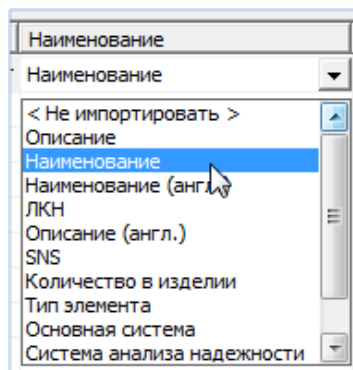 Наименование
Наименование
< Не импортировать >
Описание
Наименование
Наименование (англ.)
ЛКН
Описание (англ.)
SNS
Количество в изделии
Тип элемента
Основная система
Система анализа надежности